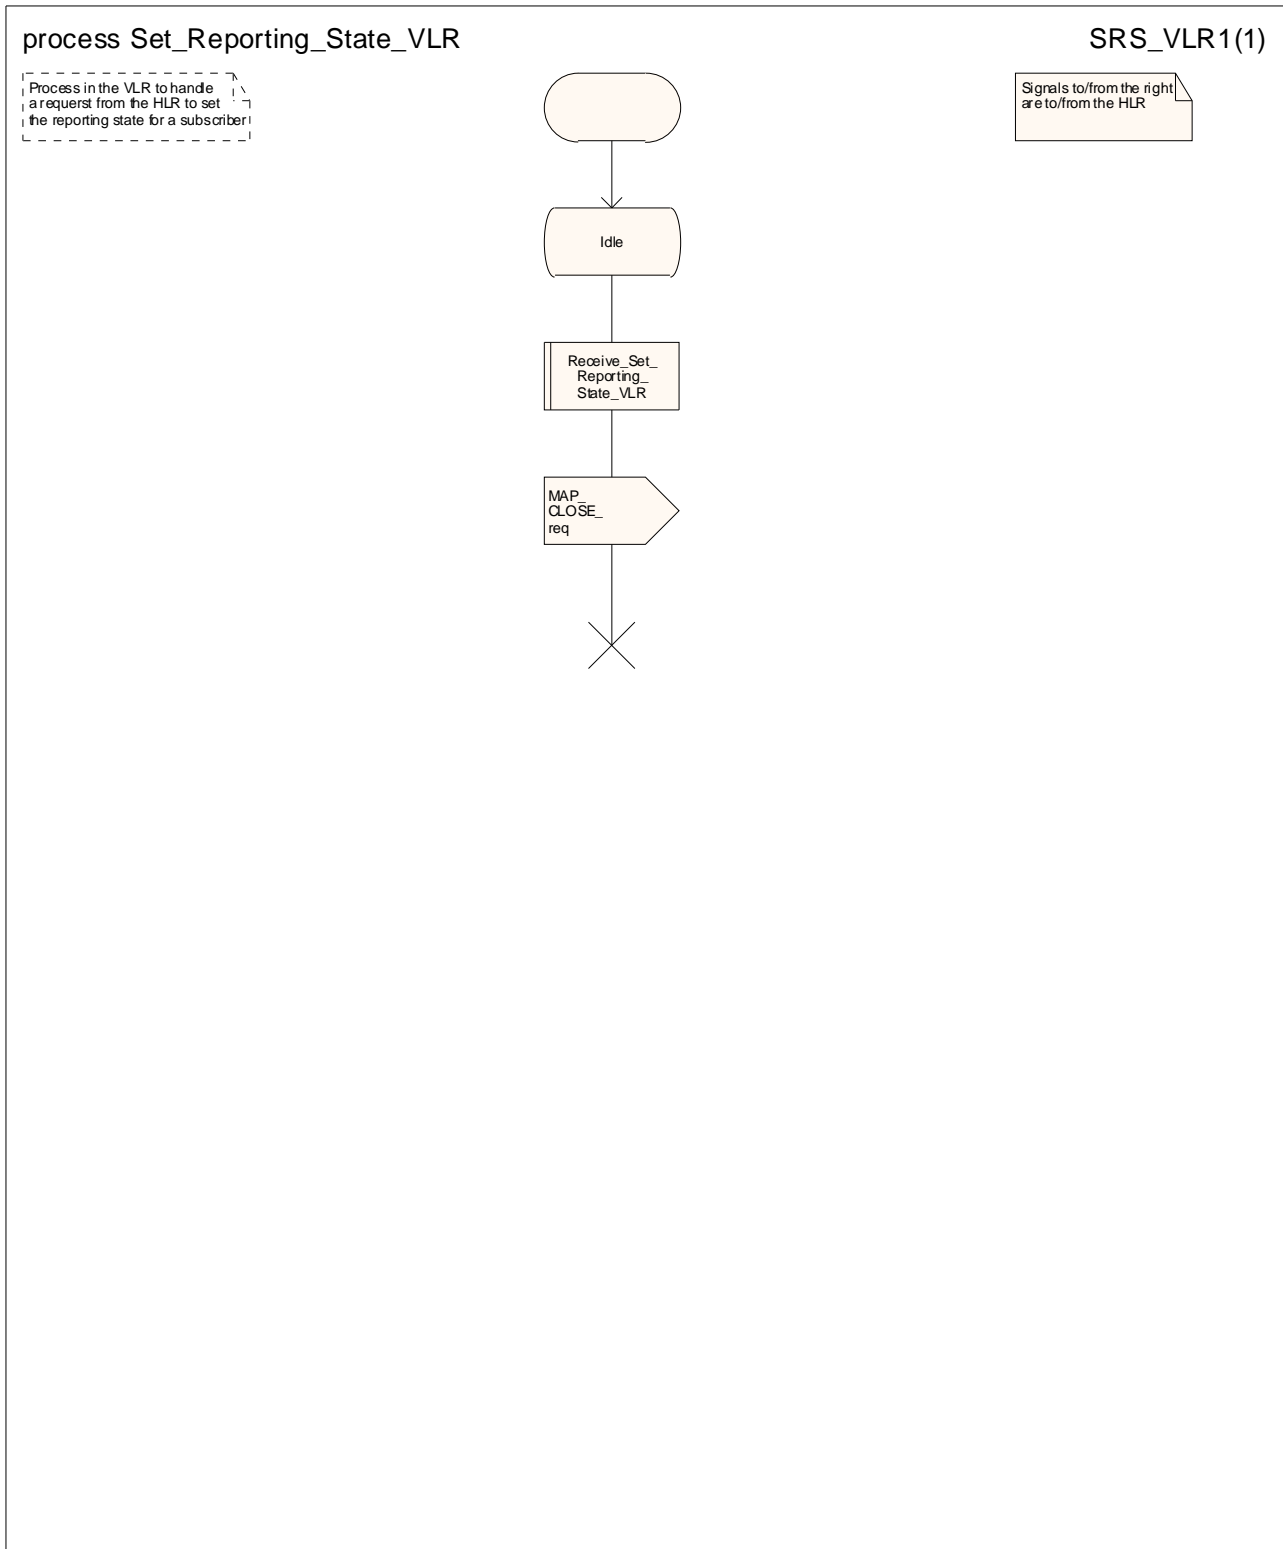 process Set_Reporting_State_VLR
SRS_VLR1(1)
Process in the VLR to handle
a requerst from the HLR to set
the reporting state for a subscriber
Signals to/from the right
are to/from the HLR
Idle
Receive_Set_
Reporting_
State_VLR
MAP_
CLOSE_
req